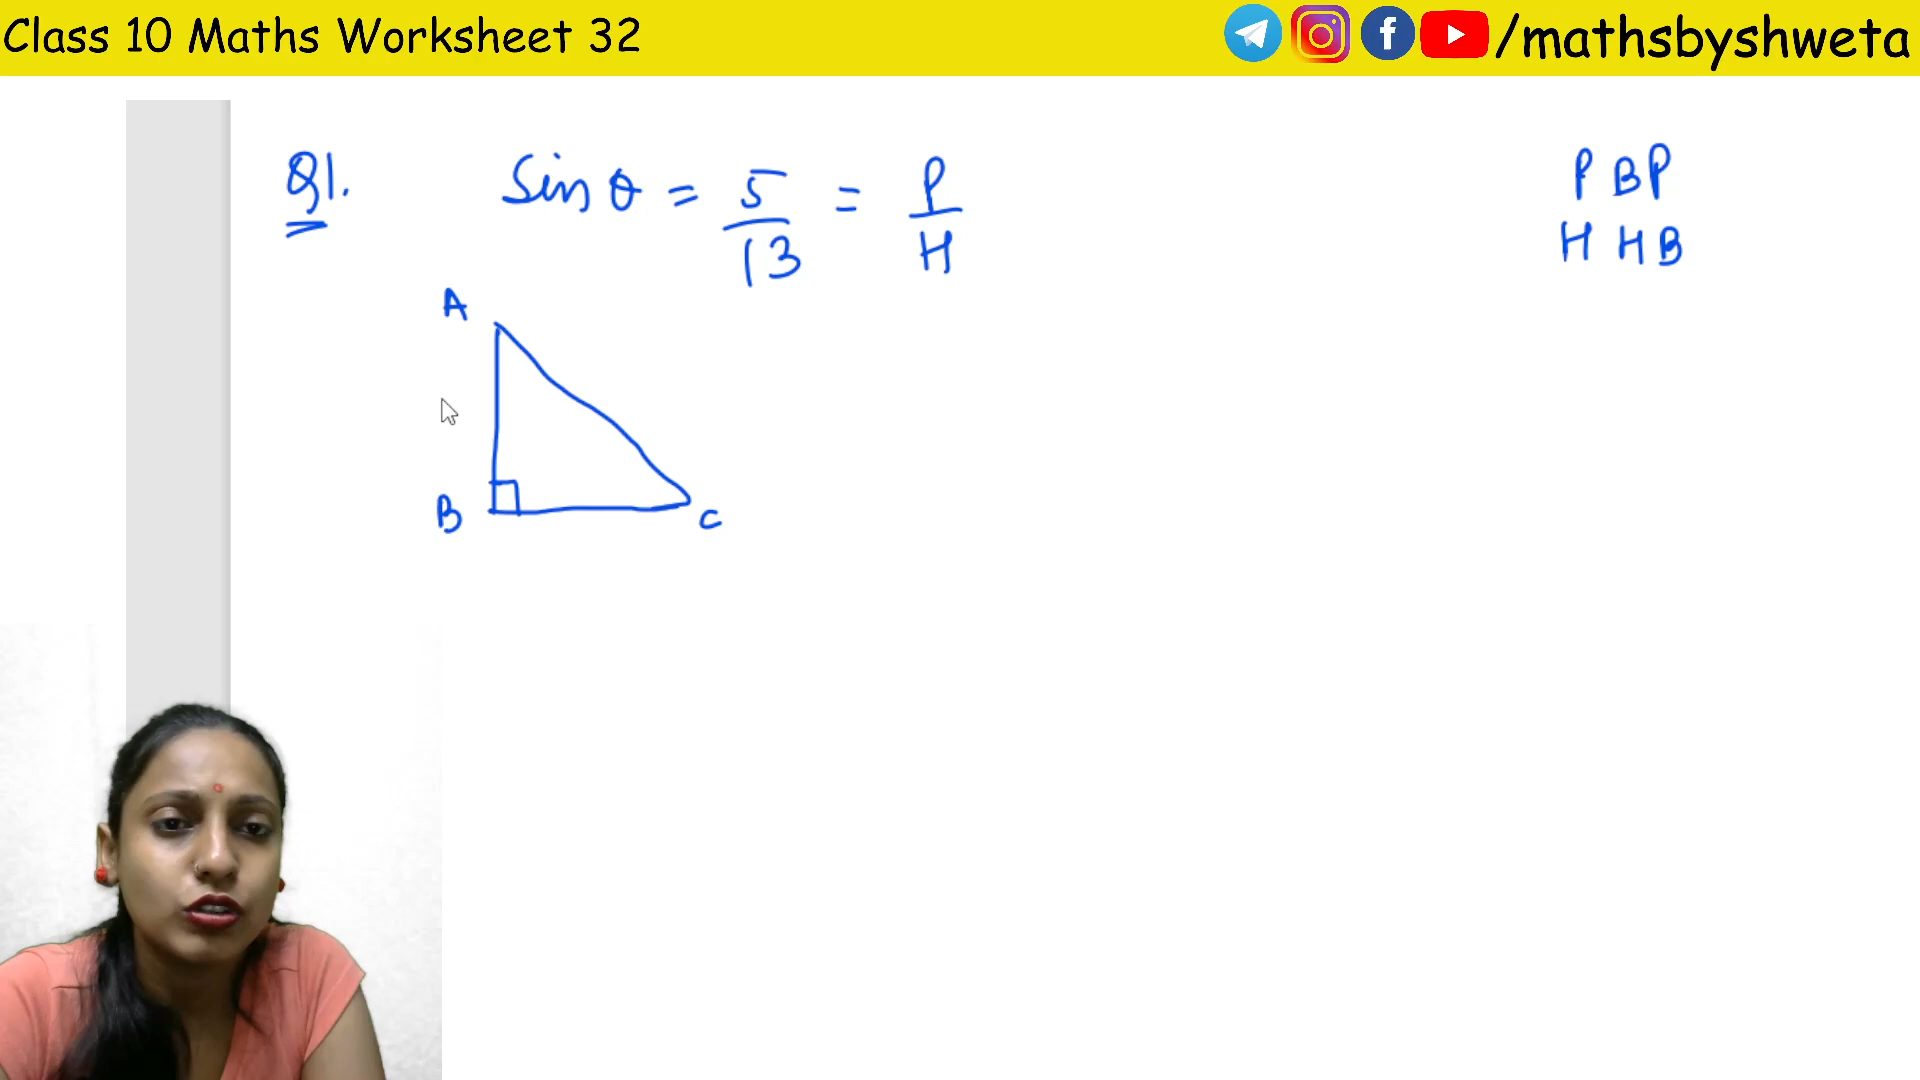 Class 10 Maths Worksheet 32
/mathsbyshweta
Q1. Sin θ = 5/13 = P/H
P B P
H H B
A
B
C